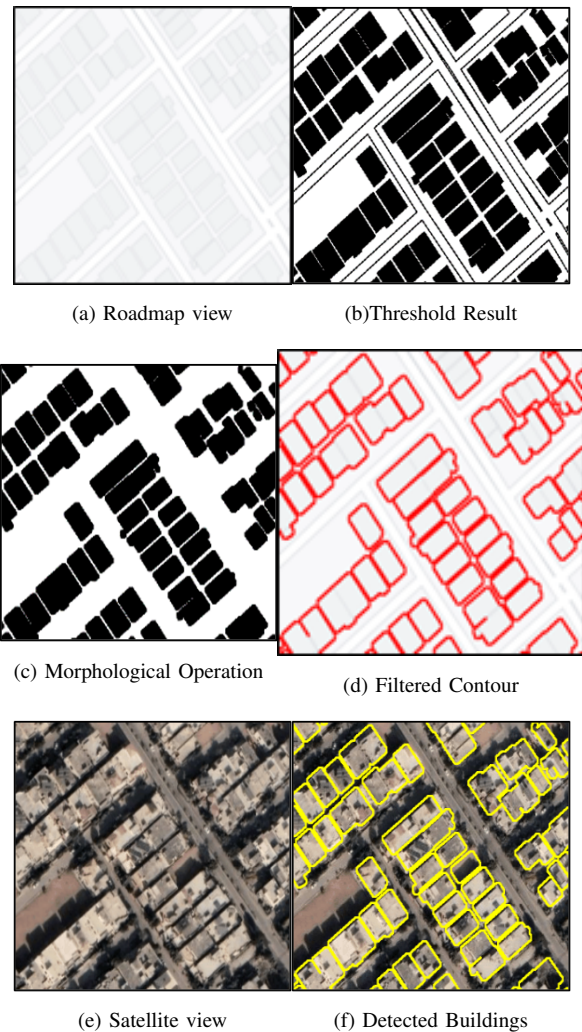 (a) Roadmap view
(b)Threshold Result
(c) Morphological Operation
(d) Filtered Contour
(e) Satellite view
(f) Detected Buildings